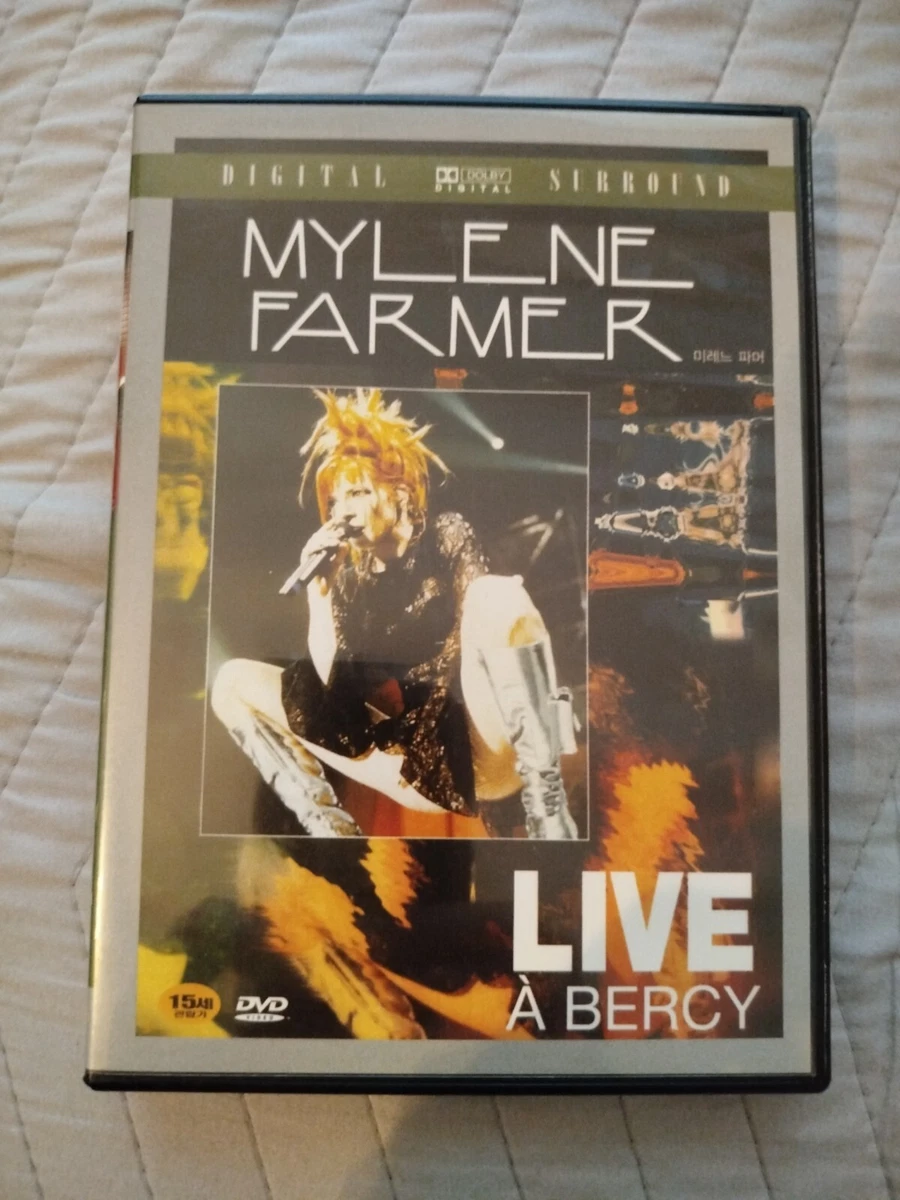 DIGITAL DOLBY DIGITAL SURROUND
MYLENE
FARMER
미레느 파머
LIVE
À BERCY
15세
관람가
DVD
VIDEO